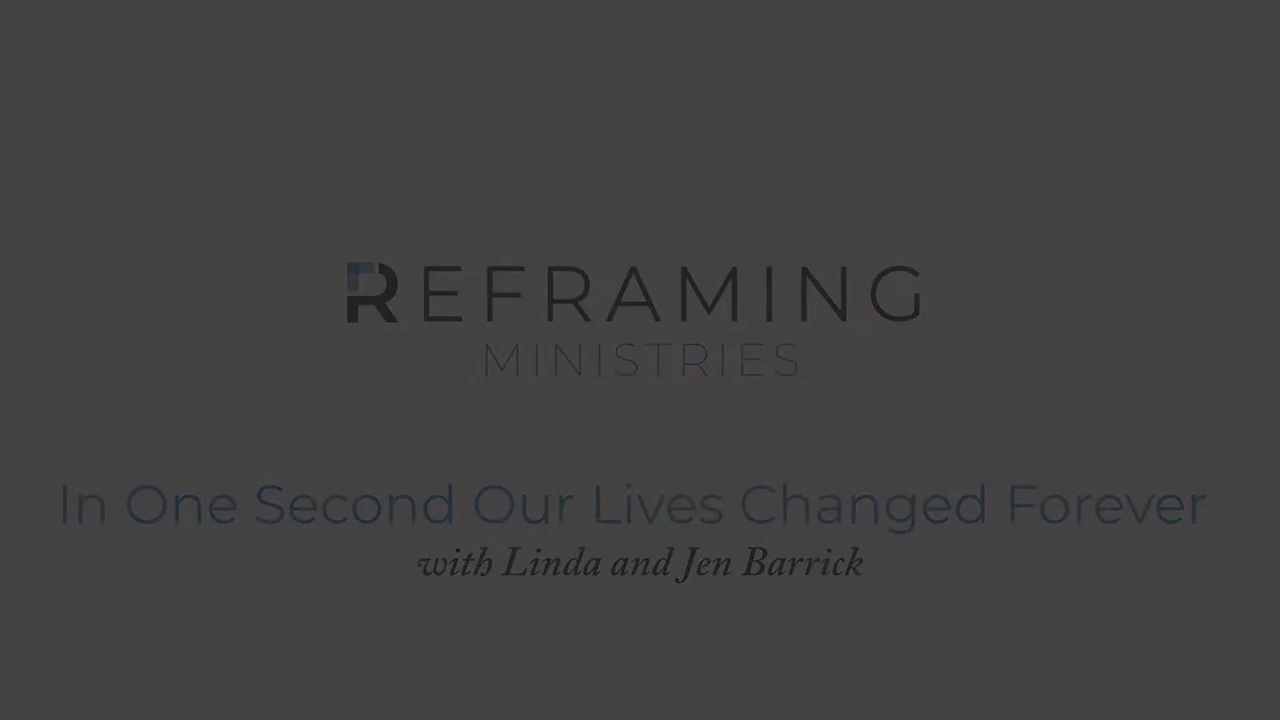 REFRAMING
MINISTRIES
In One Second Our Lives Changed Forever
with Linda and Jen Barrick